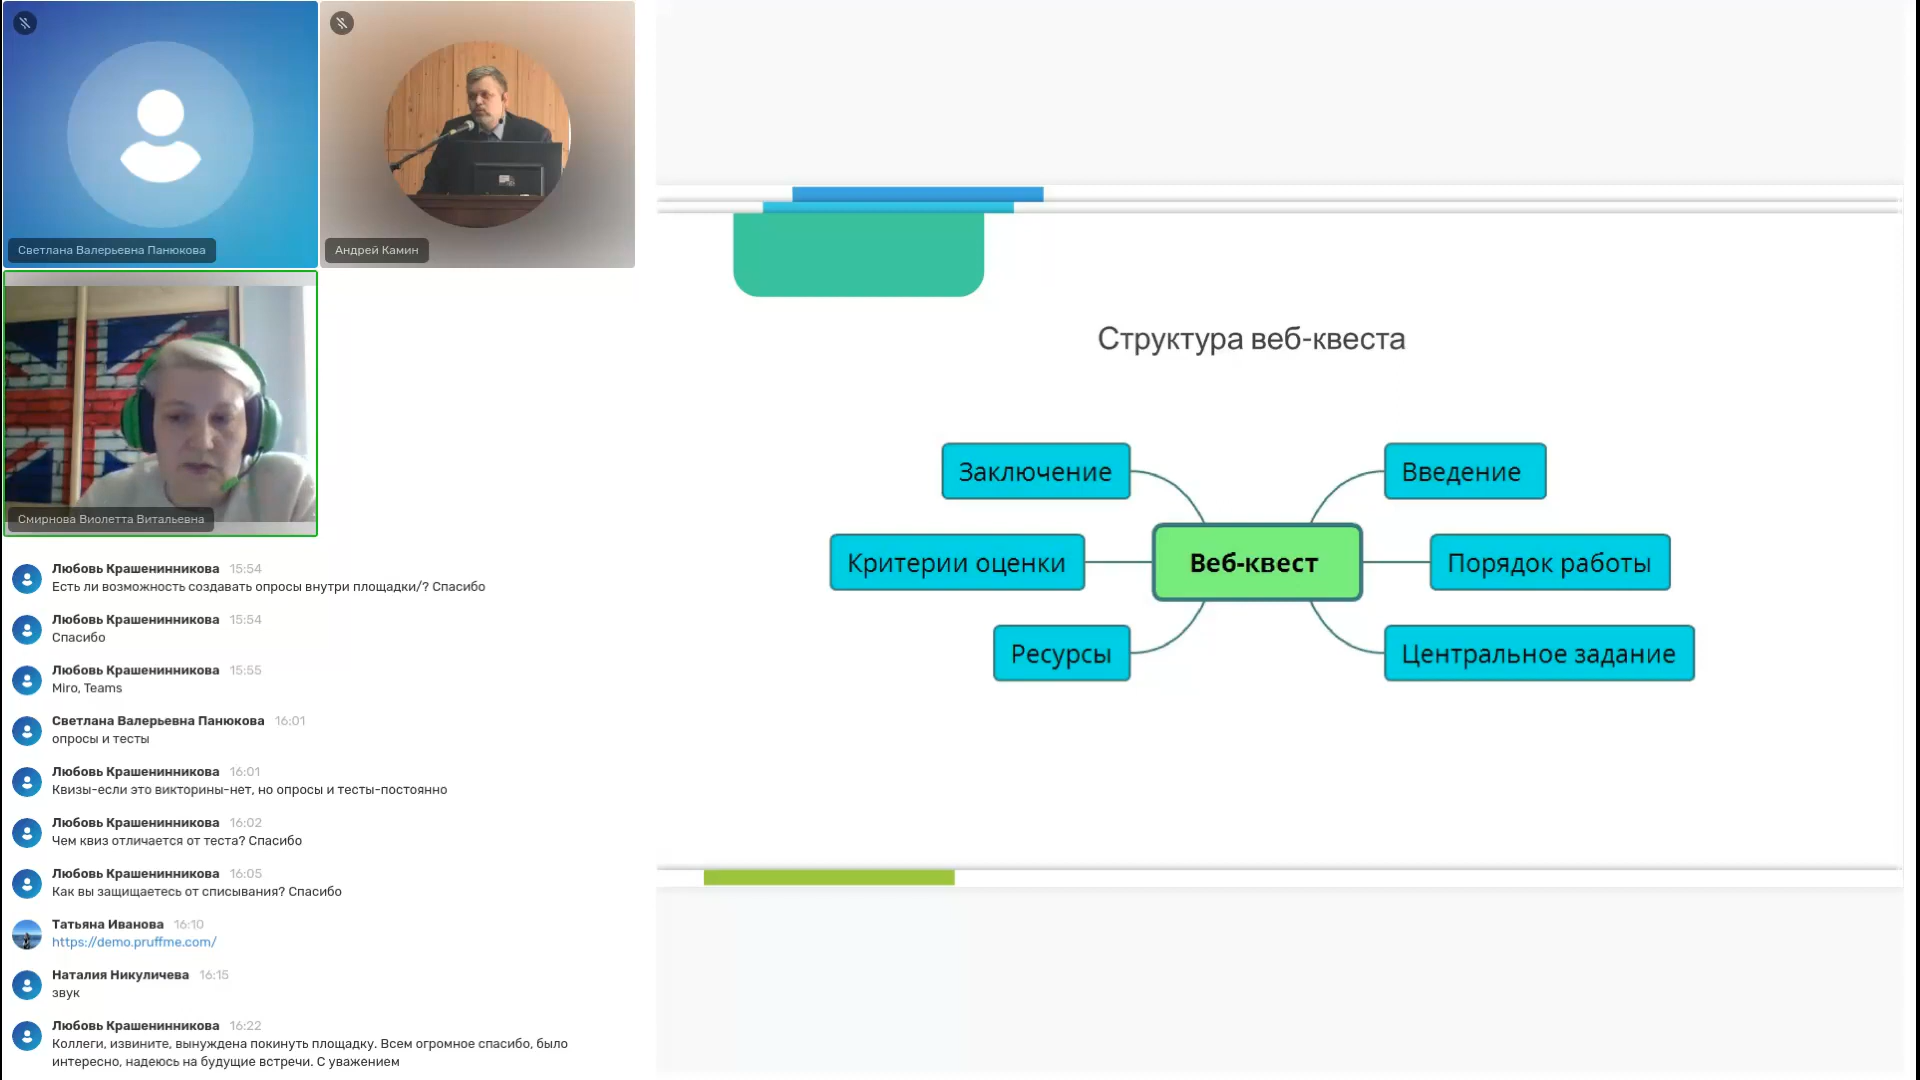 Светлана Валерьевна Панюкова
Андрей Камин
Смирнова Виолетта Витальевна
Любовь Крашенинникова 15:54
Есть ли возможность создавать опросы внутри площадки/? Спасибо
Любовь Крашенинникова 15:54
Спасибо
Любовь Крашенинникова 15:55
Miro, Teams
Светлана Валерьевна Панюкова 16:01
опросы и тесты
Любовь Крашенинникова 16:01
Квизы-если это викторины-нет, но опросы и тесты-постоянно
Любовь Крашенинникова 16:02
Чем квиз отличается от теста? Спасибо
Любовь Крашенинникова 16:05
Как вы защищаетесь от списывания? Спасибо
Татьяна Иванова 16:10
https://demo.pruffme.com/
Наталия Никуличева 16:15
звук
Любовь Крашенинникова 16:22
Коллеги, извините, вынуждена покинуть площадку. Всем огромное спасибо, было
интересно, надеюсь на будущие встречи. С уважением
Структура веб-квеста
Заключение
Введение
Критерии оценки
Веб-квест
Порядок работы
Ресурсы
Центральное задание